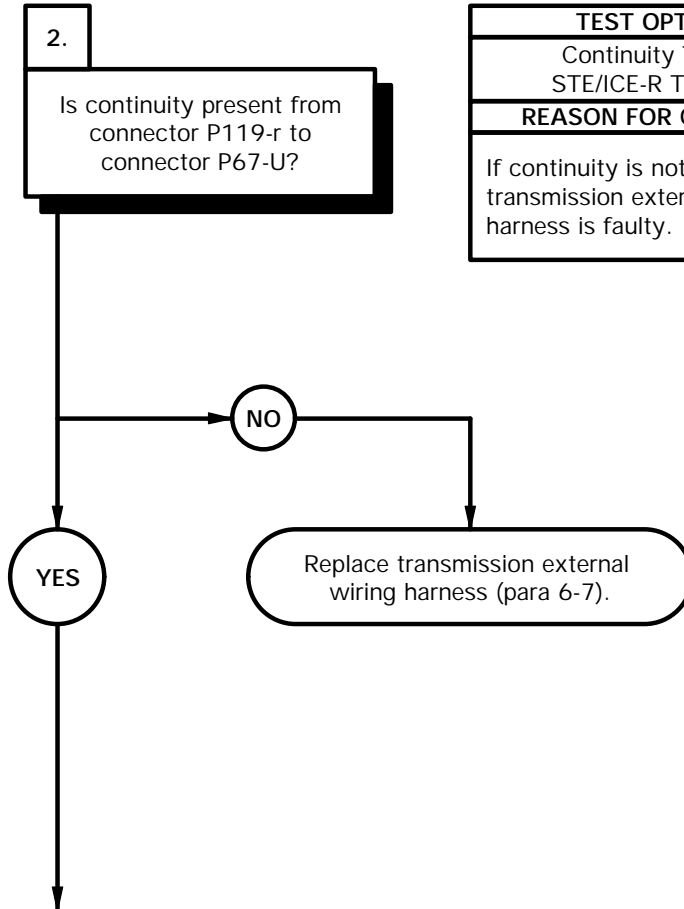 2.
Is continuity present from
connector P119-r to
connector P67-U?
TEST OPT
Continuity T
STE/ICE-R T
REASON FOR
If continuity is not
transmission exter
harness is faulty.
NO
YES
Replace transmission external
wiring harness (para 6-7).